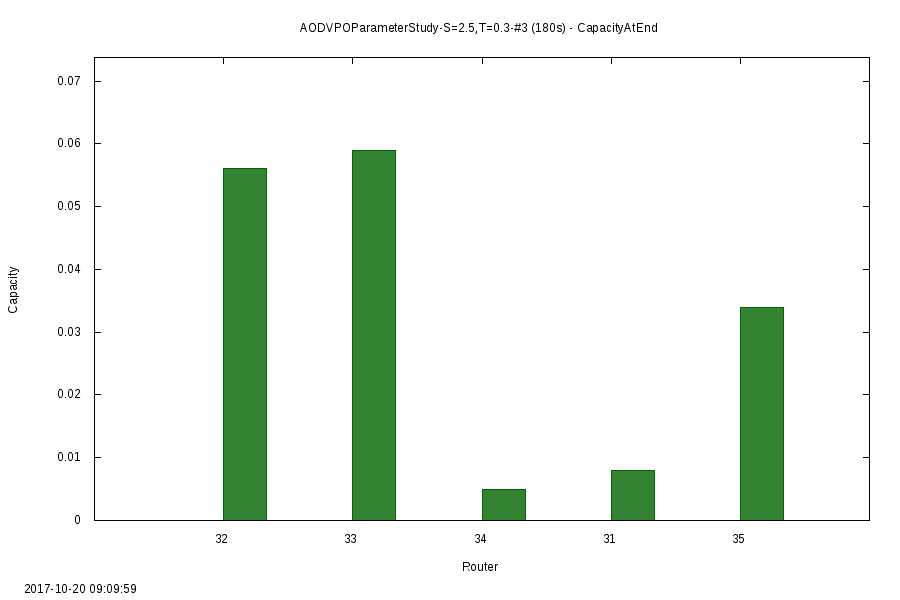 AODVPOParameterStudy-S=2.5,T=0.3-#3 (180s) - CapacityAtEnd
0.07
0.06
0.05
0.04
0.03
0.02
0.01
0
Capacity
32 33 34 31 35
Router
2017-10-20 09:09:59